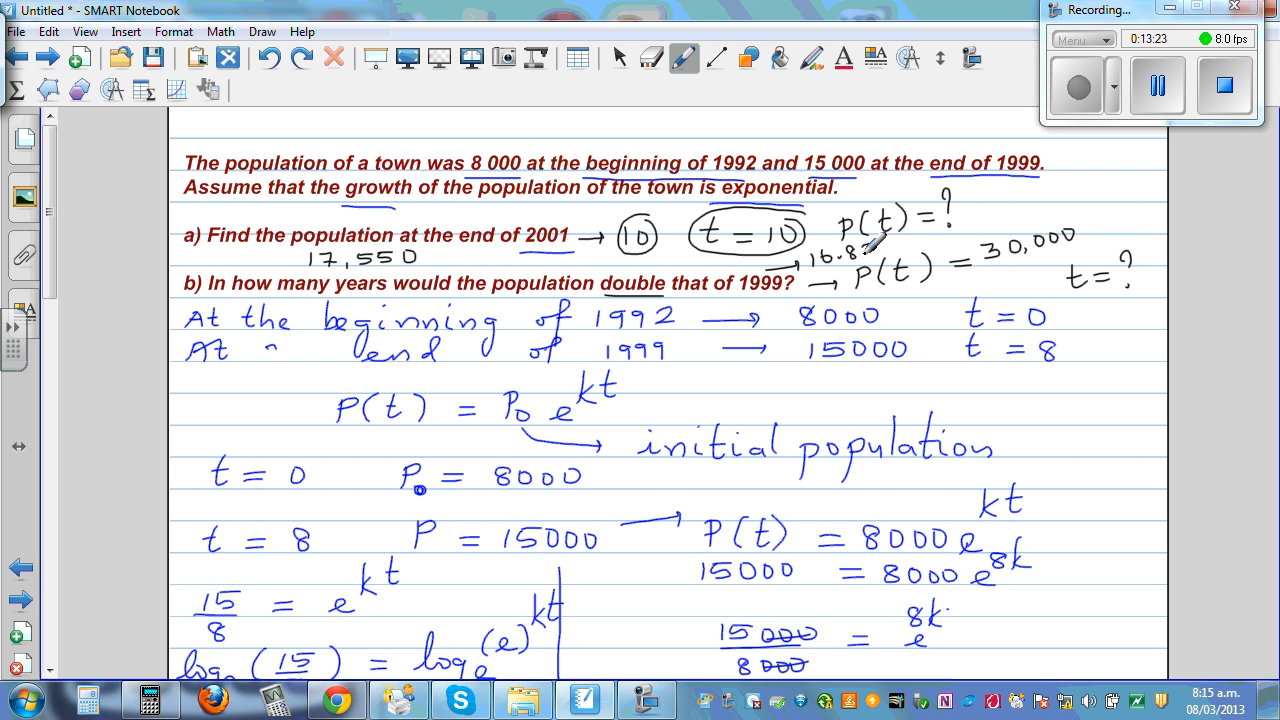 Untitled * - SMART Notebook
File Edit View Insert Format Math Draw Help
Recording...
Menu
0:13:23
8.0 fps
The population of a town was 8 000 at the beginning of 1992 and 15 000 at the end of 1999.
Assume that the growth of the population of the town is exponential.
a) Find the population at the end of 2001 → 10 t = 10 P(t) = ?
17,550 → 16.8
b) In how many years would the population double that of 1999? → P(t) = 30,000 t = ?
At the beginning of 1992 → 8000 t = 0
At " end of 1999 → 15000 t = 8
P(t) = P₀ e^kt
→ initial population
t = 0 P₀ = 8000
t = 8 P = 15000 → P(t) = 8000 e^kt
15000 = 8000 e^8k
15/8 = e^kt
15000/8000 = e^8k
log (15 ) = log e (e)^kt
8:15 a.m.
08/03/2013